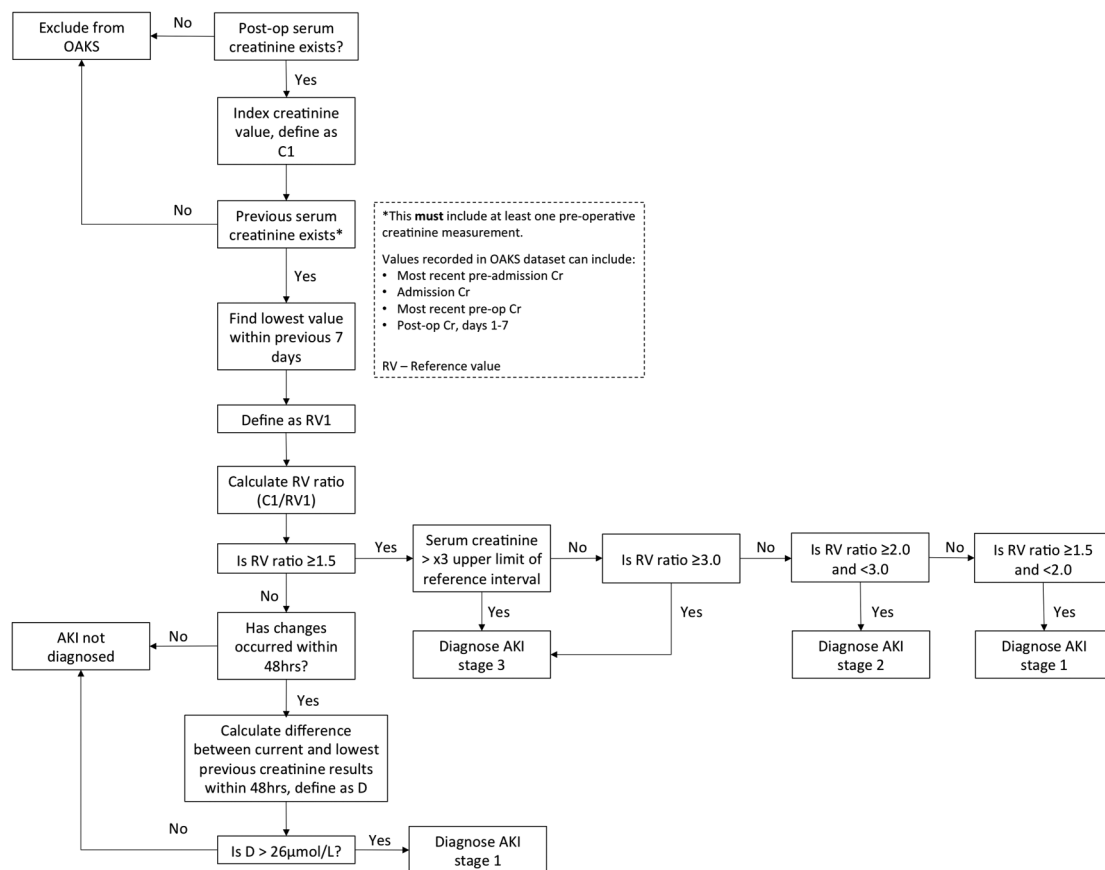 Exclude from
OAKS
No
Post-op serum
creatinine exists?
Yes
Index creatinine
value, define as
C1
No
Previous serum
creatinine exists*
*This must include at least one pre-operative
creatinine measurement.
Values recorded in OAKS dataset can include:
• Most recent pre-admission Cr
• Admission Cr
• Most recent pre-op Cr
• Post-op Cr, days 1-7
RV – Reference value
Yes
Find lowest value
within previous 7
days
Define as RV1
Calculate RV ratio
(C1/RV1)
Is RV ratio ≥1.5
Yes
Serum creatinine
> x3 upper limit of
reference interval
No
Is RV ratio ≥3.0
No
Is RV ratio ≥2.0
and <3.0
No
Is RV ratio ≥1.5
and <2.0
No
Yes
Yes
Yes
Yes
AKI not
diagnosed
No
Has changes
occurred within
48hrs?
Diagnose AKI
stage 3
Diagnose AKI
stage 2
Diagnose AKI
stage 1
Yes
Calculate difference
between current and lowest
previous creatinine results
within 48hrs, define as D
No
Is D > 26μmol/L?
Yes
Diagnose AKI
stage 1